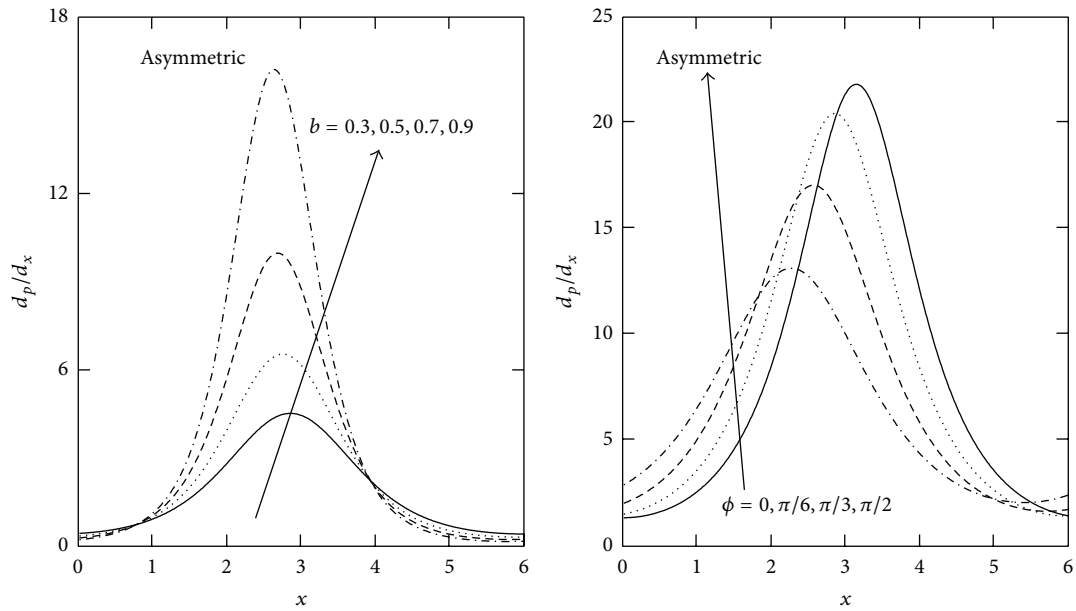 18
Asymmetric
b = 0.3, 0.5, 0.7, 0.9
12
d_p/d_x
6
0
0 1 2 3 4 5 6
x
25
Asymmetric
20
15
d_p/d_x
10
5
ϕ = 0, π/6, π/3, π/2
0
0 1 2 3 4 5 6
x